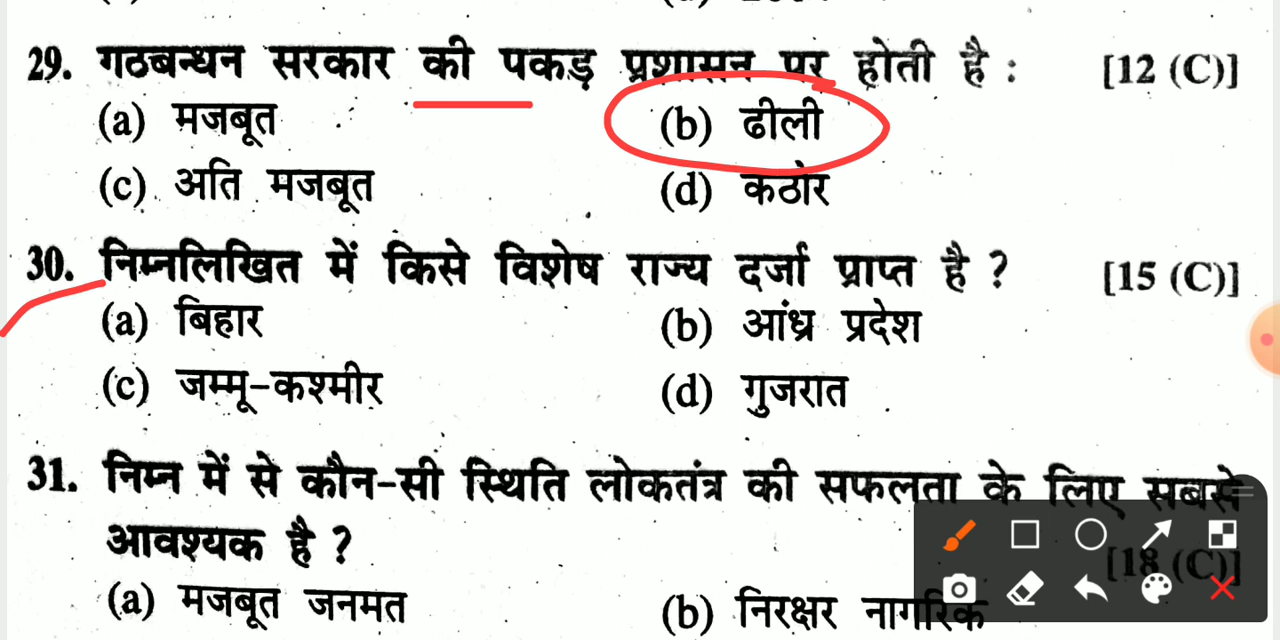 29. गठबन्धन सरकार की पकड़ प्रशासन पर होती है : [12 (C)]
(a) मजबूत (b) ढीली
(c) अति मजबूत (d) कठोर
30. निम्नलिखित में किसे विशेष राज्य दर्जा प्राप्त है ? [15 (C)]
(a) बिहार (b) आंध्र प्रदेश
(c) जम्मू-कश्मीर (d) गुजरात
31. निम्न में से कौन-सी स्थिति लोकतंत्र की सफलता के लिए सबसे
आवश्यक है ? [18 (C)]
(a) मजबूत जनमत (b) निरक्षर नागरिक